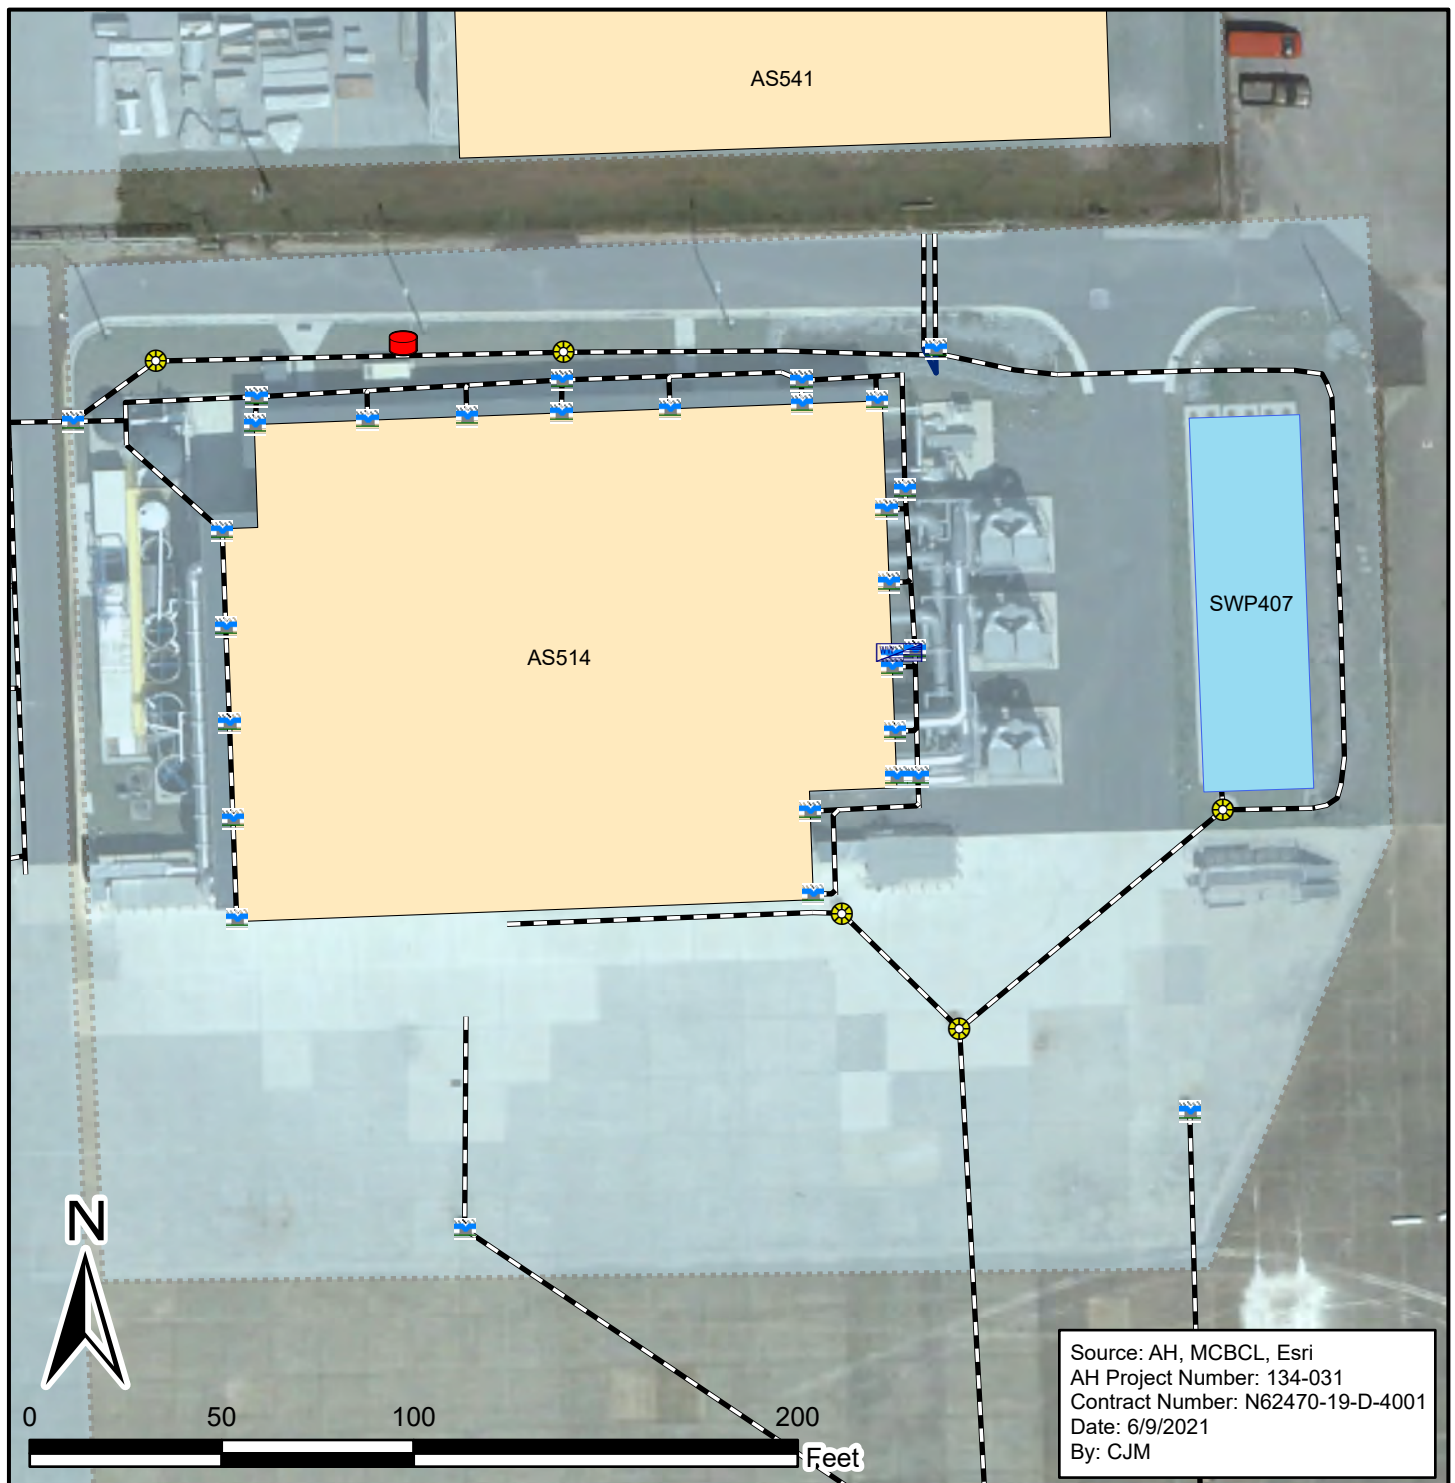 AS541
SWP407
AS514
N
0 50 100 200
Feet
Source: AH, MCBCL, Esri
AH Project Number: 134-031
Contract Number: N62470-19-D-4001
Date: 6/9/2021
By: CJM